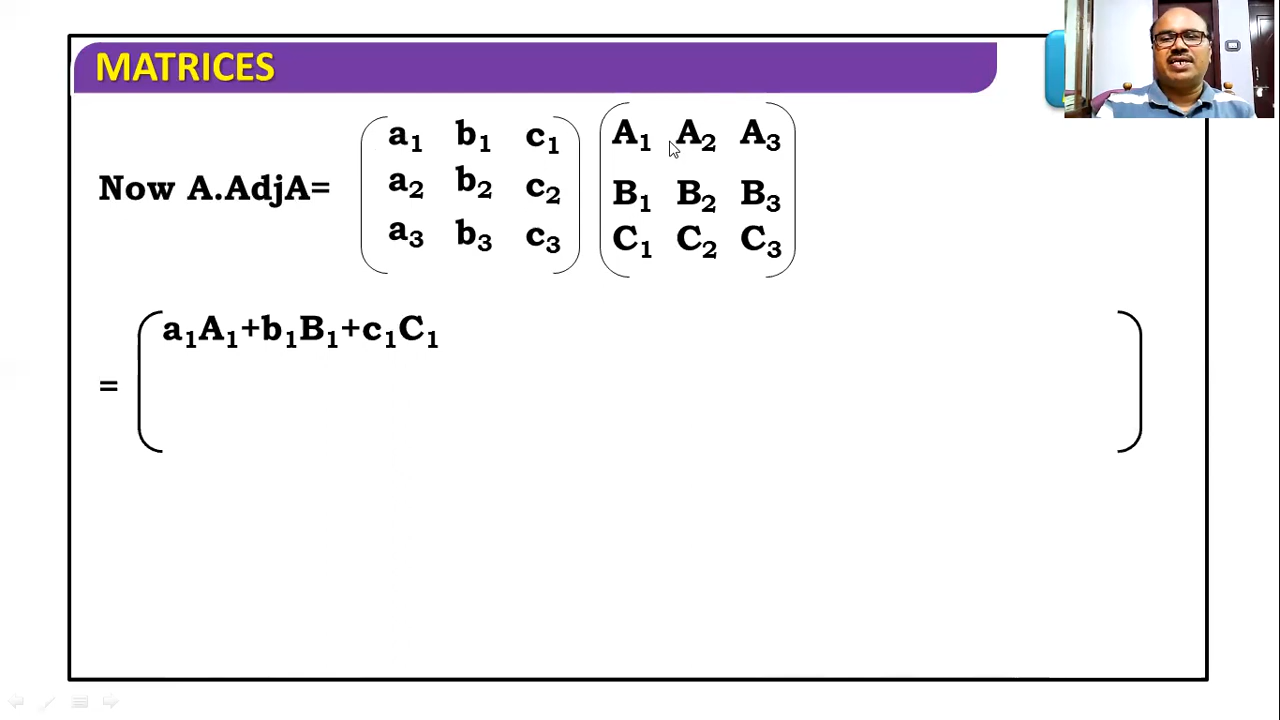 MATRICES
a₁ b₁ c₁ A₁ A₂ A₃
Now A.AdjA= a₂ b₂ c₂ B₁ B₂ B₃
a₃ b₃ c₃ C₁ C₂ C₃
a₁A₁+b₁B₁+c₁C₁
=